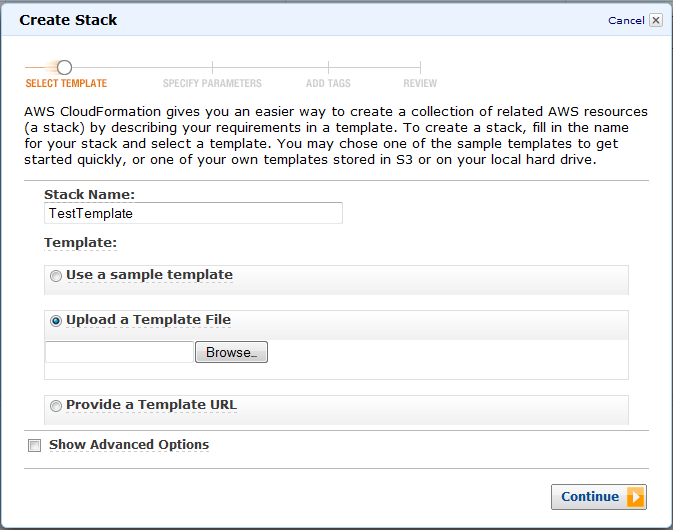 Create Stack
Cancel
SELECT TEMPLATE
SPECIFY PARAMETERS
ADD TAGS
REVIEW
AWS CloudFormation gives you an easier way to create a collection of related AWS resources
(a stack) by describing your requirements in a template. To create a stack, fill in the name
for your stack and select a template. You may chose one of the sample templates to get
started quickly, or one of your own templates stored in S3 or on your local hard drive.
Stack Name:
TestTemplate
Template:
Use a sample template
Upload a Template File
Browse...
Provide a Template URL
Show Advanced Options
Continue